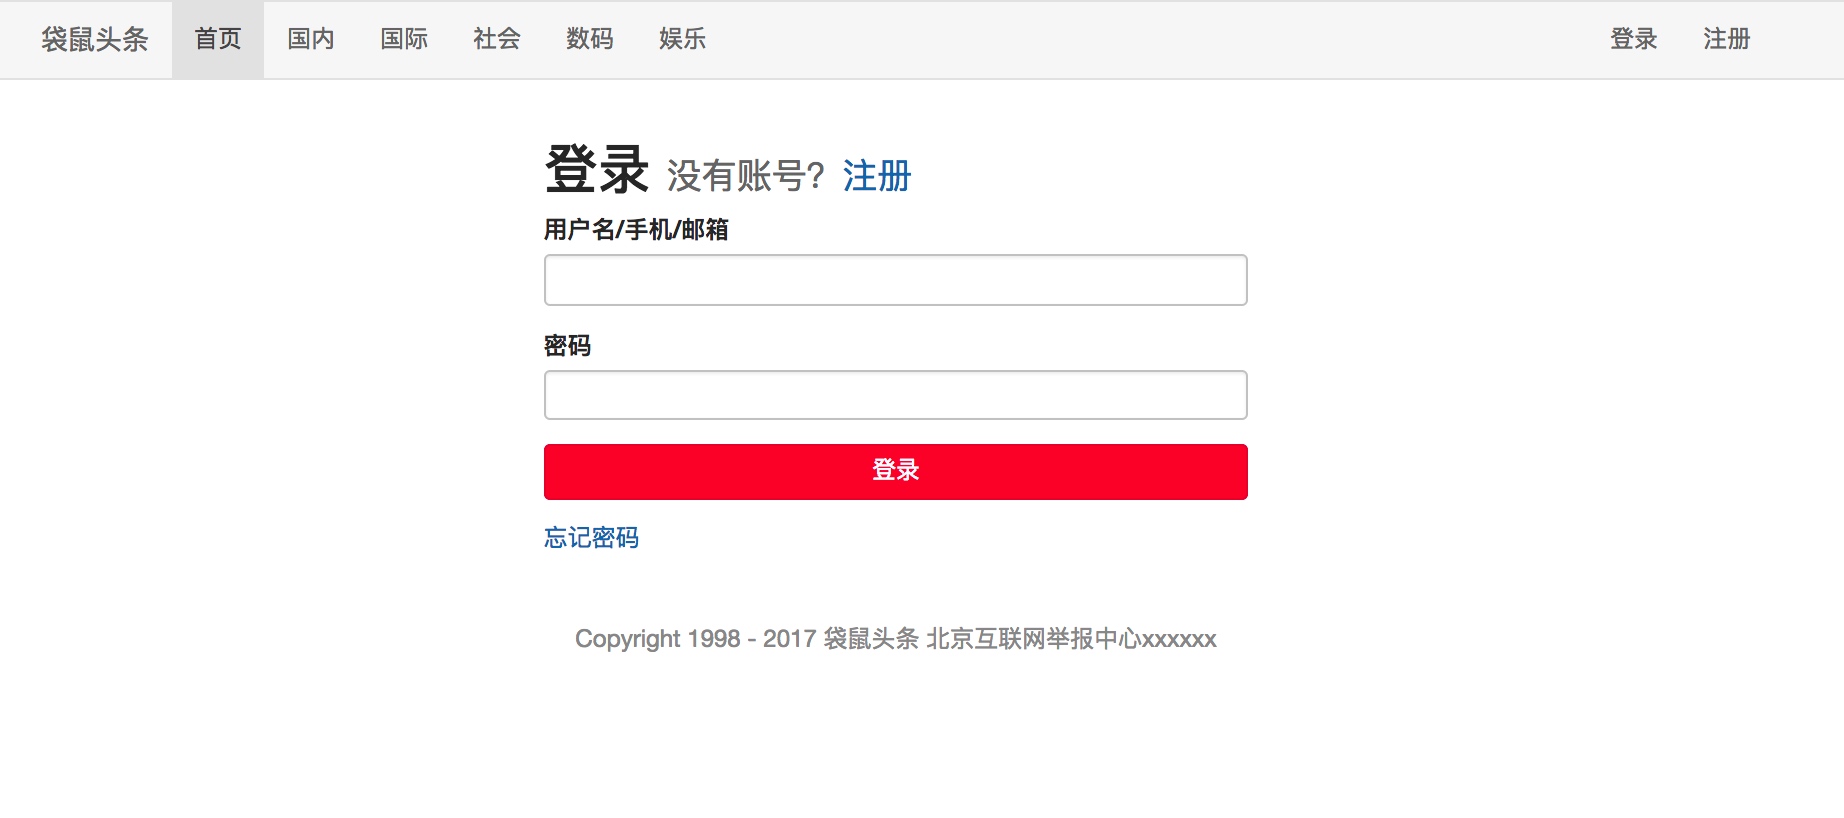 袋鼠头条 首页 国内 国际 社会 数码 娱乐 登录 注册
登录 没有账号? 注册
用户名/手机/邮箱
密码
登录
忘记密码
Copyright 1998 - 2017 袋鼠头条 北京互联网举报中心xxxxxx